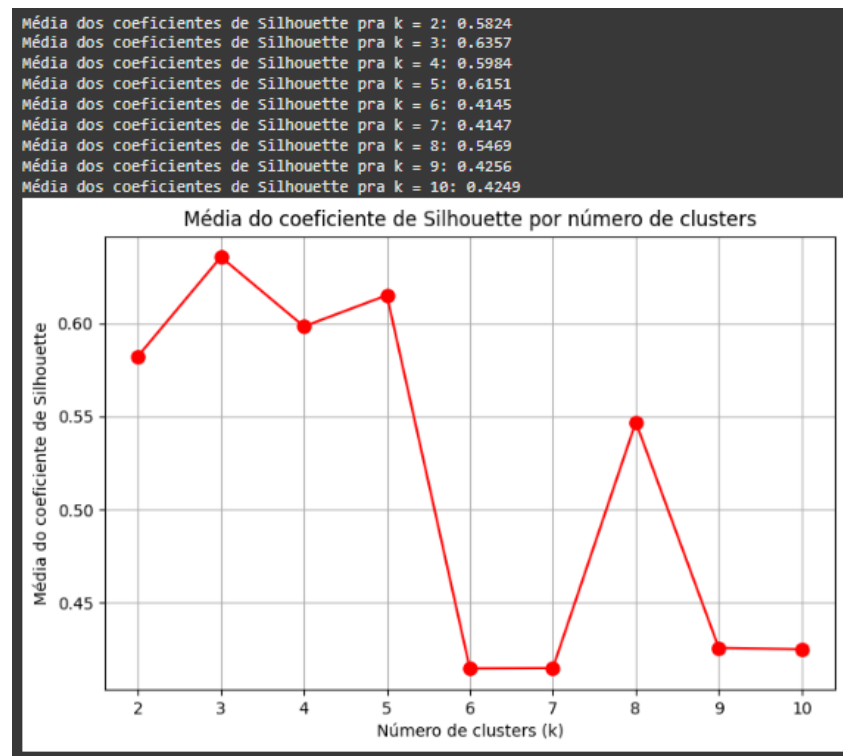 Média dos coeficientes de Silhouette pra k = 2: 0.5824
Média dos coeficientes de Silhouette pra k = 3: 0.6357
Média dos coeficientes de Silhouette pra k = 4: 0.5984
Média dos coeficientes de Silhouette pra k = 5: 0.6151
Média dos coeficientes de Silhouette pra k = 6: 0.4145
Média dos coeficientes de Silhouette pra k = 7: 0.4147
Média dos coeficientes de Silhouette pra k = 8: 0.5469
Média dos coeficientes de Silhouette pra k = 9: 0.4256
Média dos coeficientes de Silhouette pra k = 10: 0.4249
Média do coeficiente de Silhouette por número de clusters
Média do coeficiente de Silhouette
0.60
0.55
0.50
0.45
2 3 4 5 6 7 8 9 10
Número de clusters (k)